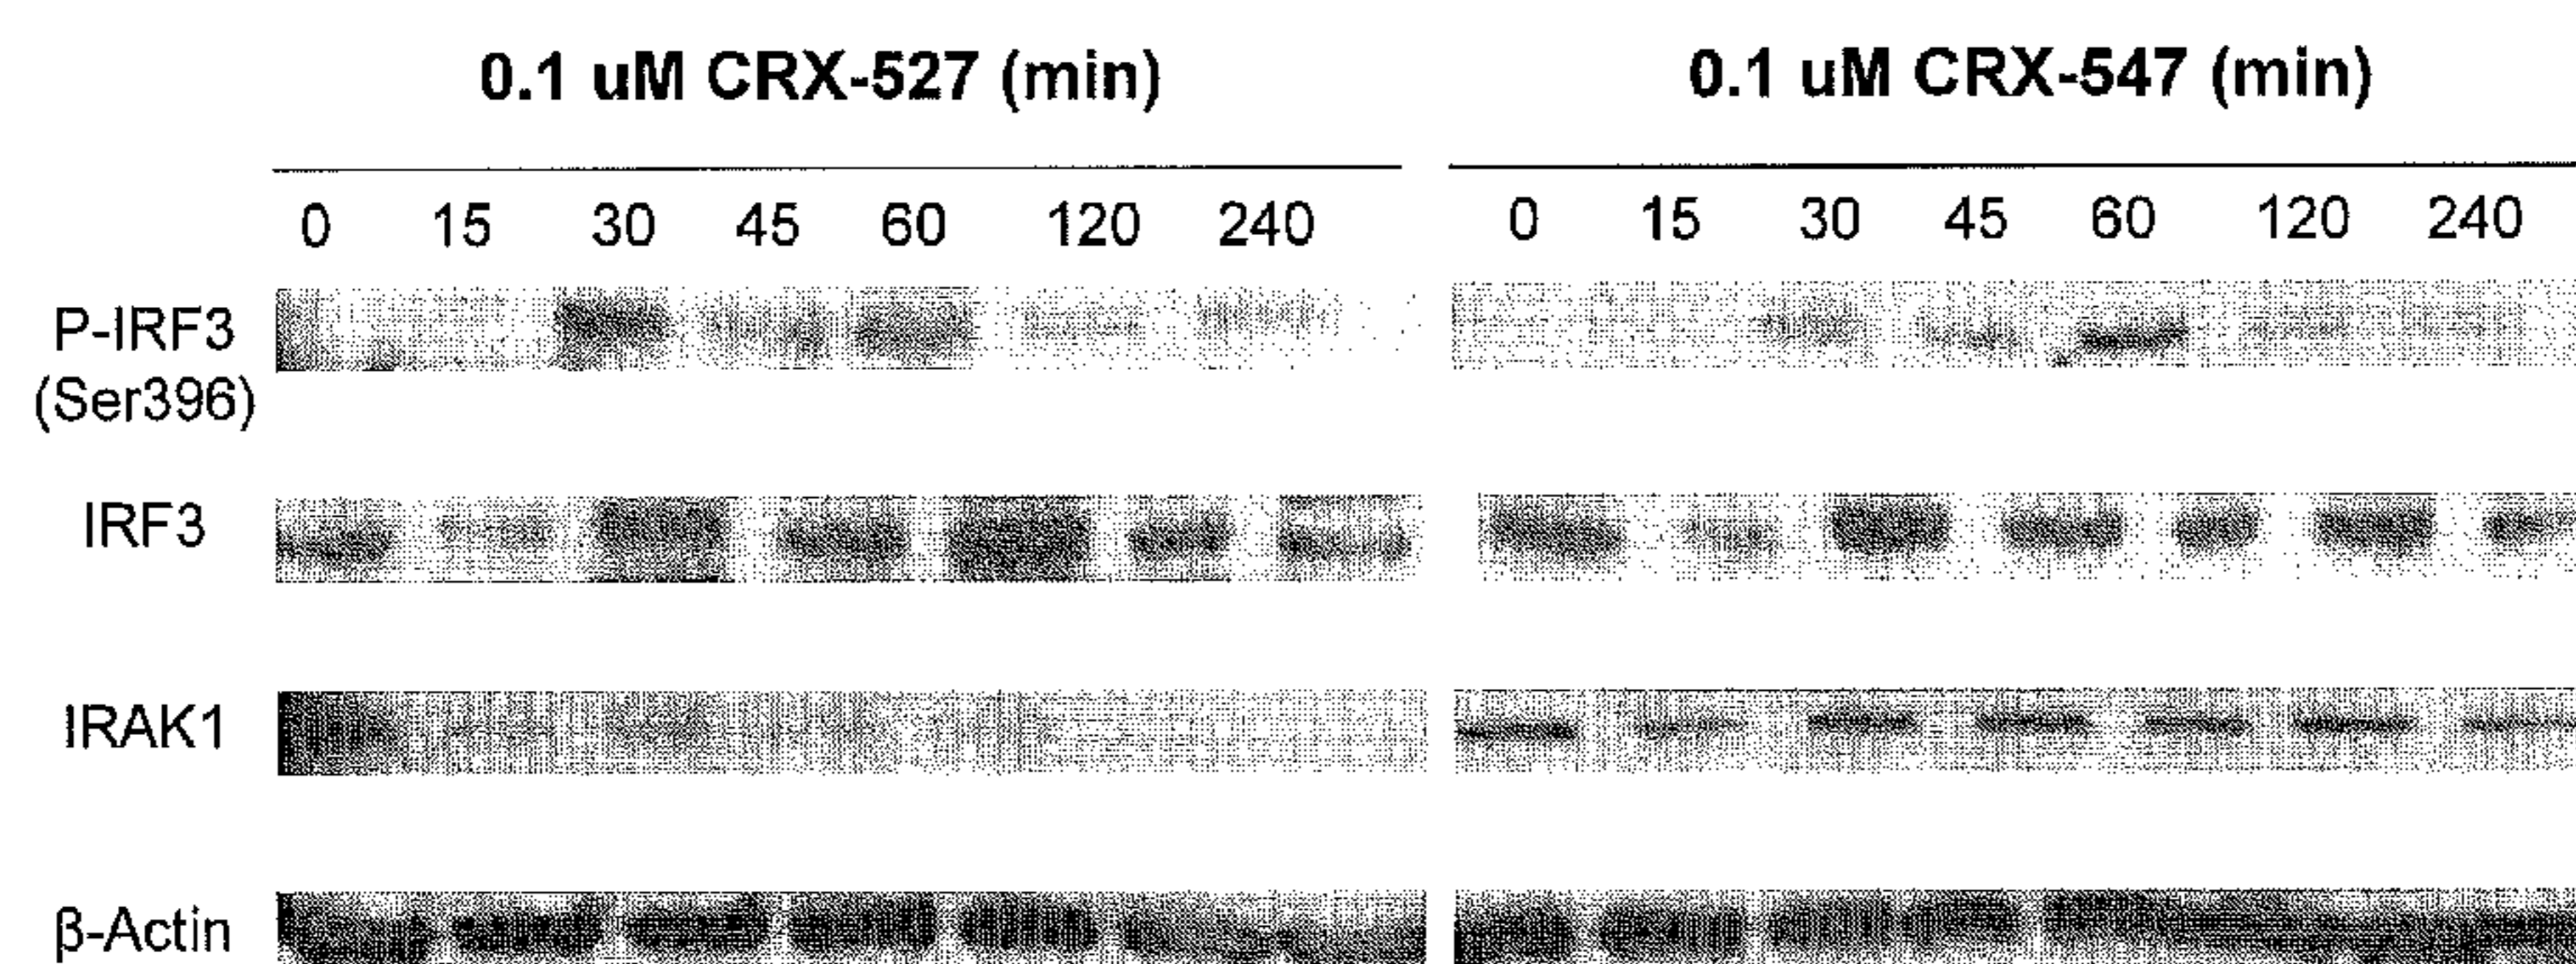 0.1 uM CRX-527 (min) 0.1 uM CRX-547 (min)
0 15 30 45 60 120 240 0 15 30 45 60 120 240
P-IRF3
(Ser396)
IRF3
IRAK1
β-Actin